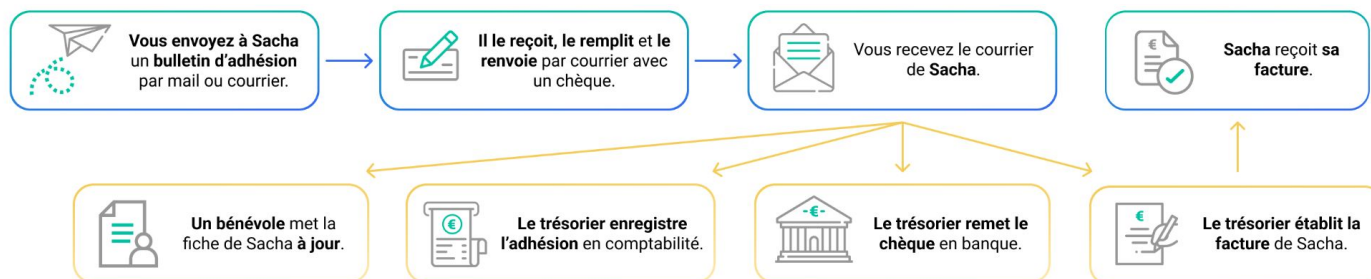 Vous envoyez à Sacha
un bulletin d’adhésion
par mail ou courrier.
Il le reçoit, le remplit et le
renvoie par courrier avec
un chèque.
Vous recevez le courrier
de Sacha.
€
Sacha reçoit sa
facture.
Un bénévole met la
fiche de Sacha à jour.
€
Le trésorier enregistre
l’adhésion en comptabilité.
-€-
Le trésorier remet le
chèque en banque.
€
Le trésorier établit la
facture de Sacha.